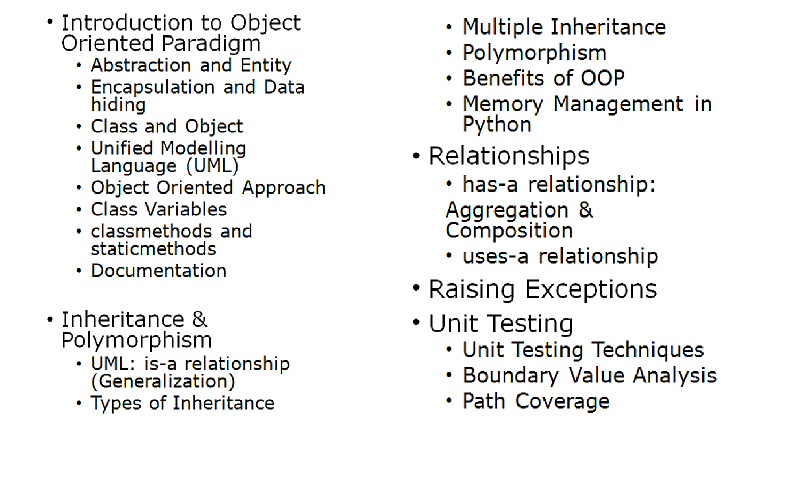 • Introduction to Object
Oriented Paradigm
• Abstraction and Entity
• Encapsulation and Data
hiding
• Class and Object
• Unified Modelling
Language (UML)
• Object Oriented Approach
• Class Variables
• classmethods and
staticmethods
• Documentation
• Inheritance &
Polymorphism
• UML: is-a relationship
(Generalization)
• Types of Inheritance
• Multiple Inheritance
• Polymorphism
• Benefits of OOP
• Memory Management in
Python
• Relationships
• has-a relationship:
Aggregation &
Composition
• uses-a relationship
• Raising Exceptions
• Unit Testing
• Unit Testing Techniques
• Boundary Value Analysis
• Path Coverage